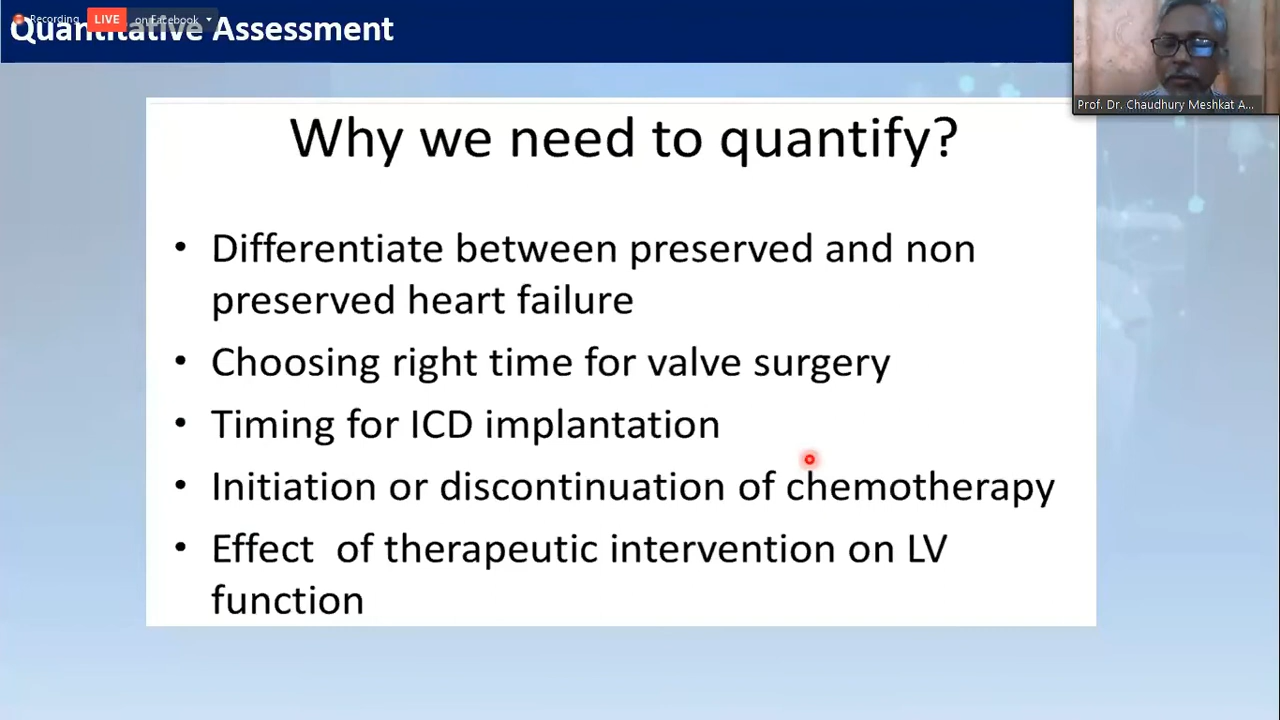 Recording LIVE on Facebook
Quantitative Assessment
Prof. Dr. Chaudhury Meshkat A...
Why we need to quantify?
• Differentiate between preserved and non
preserved heart failure
• Choosing right time for valve surgery
• Timing for ICD implantation
• Initiation or discontinuation of chemotherapy
• Effect of therapeutic intervention on LV
function